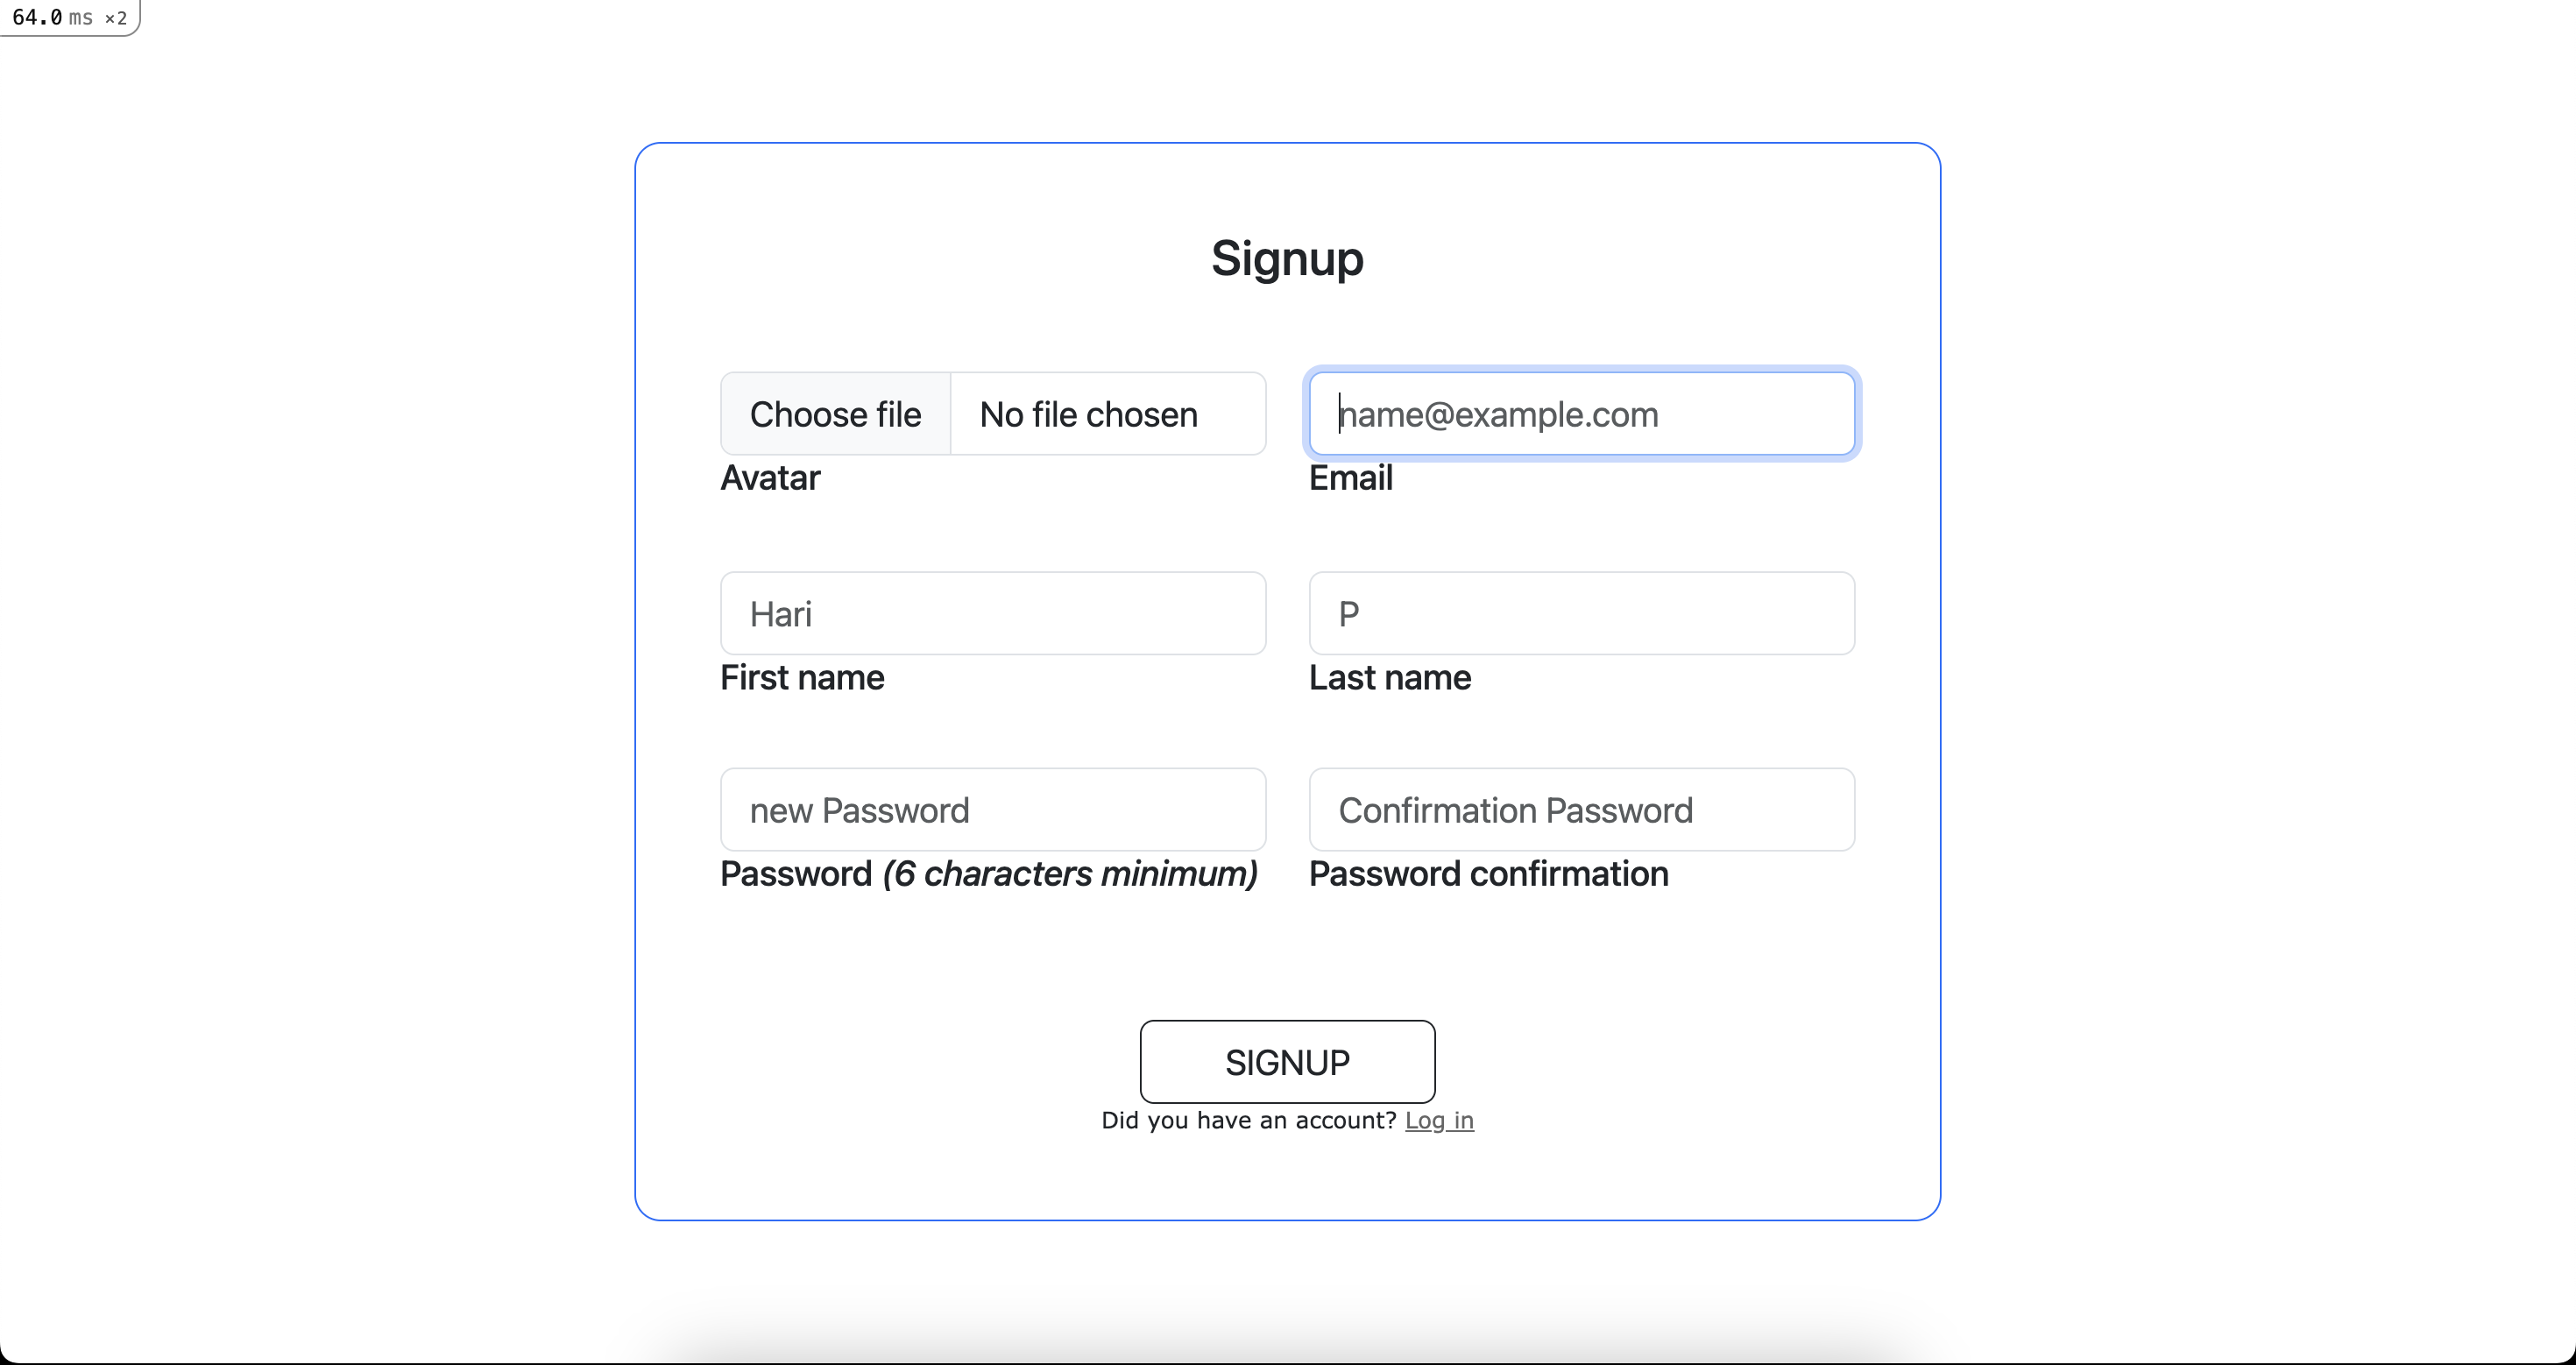 64.0 ms ×2
Signup
Choose file No file chosen
name@example.com
Avatar
Email
Hari
P
First name
Last name
new Password
Confirmation Password
Password (6 characters minimum)
Password confirmation
SIGNUP
Did you have an account? Log in